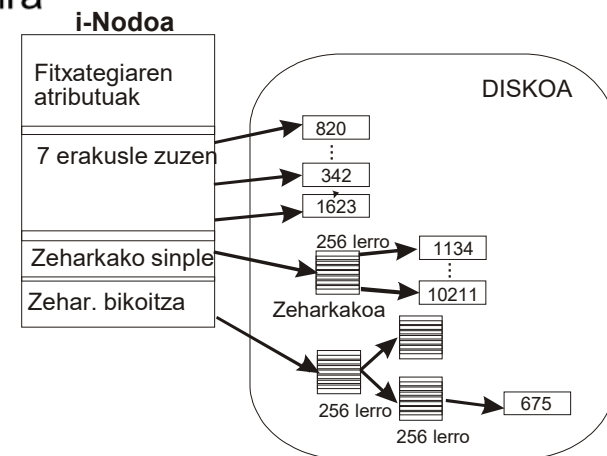 i-Nodoa
Fitxategiaren
atributuak
DISKOA
820
7 erakusle zuzen
342
1623
256 lerro
1134
Zeharkako sinple
10211
Zehar. bikoitza
Zeharkakoa
675
256 lerro
256 lerro